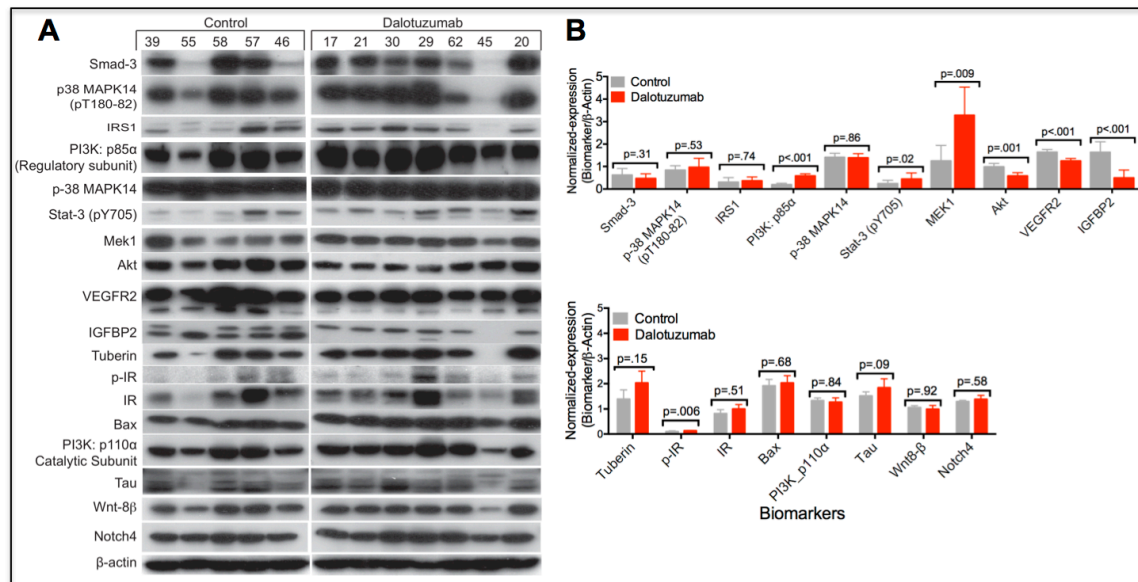 A
Control
Dalotuzumab
39 55 58 57 46 17 21 30 29 62 45 20
Smad-3
p38 MAPK14
(pT180-82)
IRS1
PI3K: p85α
(Regulatory subunit)
p-38 MAPK14
Stat-3 (pY705)
Mek1
Akt
VEGFR2
IGFBP2
Tuberin
p-IR
IR
Bax
PI3K: p110α
Catalytic Subunit
Tau
Wnt-8β
Notch4
β-actin
B
Normalized-expression
(Biomarker/β-Actin)
5
4
3
2
1
0
Control
Dalotuzumab
p=.31
p=.53
p=.74
p<.001
p=.86
p=.02
p=.009
p=.001
p<.001
p<.001
Smad-3
p-38 MAPK14
(pT180-82)
IRS1
PI3K: p85α
p-38 MAPK14
Stat-3 (pY705)
MEK1
Akt
VEGFR2
IGFBP2
Normalized-expression
(Biomarker/β-Actin)
5
4
3
2
1
0
Control
Dalotuzumab
p=.15
p=.006
p=.51
p=.68
p=.84
p=.09
p=.92
p=.58
Tuberin
p-IR
IR
Bax
PI3K_p110α
Tau
Wnt8-β
Notch4
Biomarkers